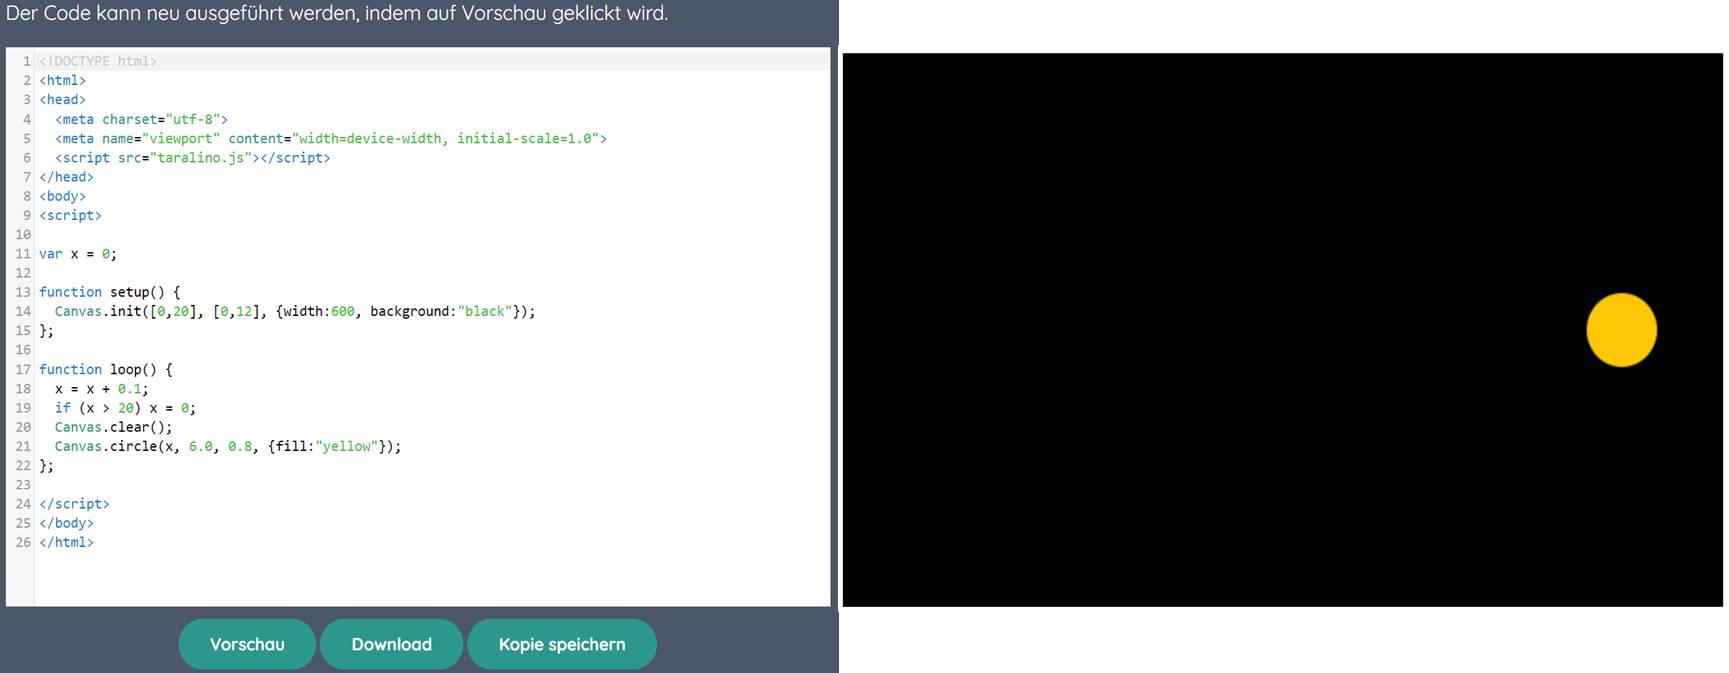 Der Code kann neu ausgeführt werden, indem auf Vorschau geklickt wird.
1 <!DOCTYPE html>
2 <html>
3 <head>
4   <meta charset="utf-8">
5   <meta name="viewport" content="width=device-width, initial-scale=1.0">
6   <script src="taralino.js"></script>
7 </head>
8 <body>
9 <script>
10
11 var x = 0;
12
13 function setup() {
14   Canvas.init([0,20], [0,12], {width:600, background:"black"});
15 };
16
17 function loop() {
18   x = x + 0.1;
19   if (x > 20) x = 0;
20   Canvas.clear();
21   Canvas.circle(x, 6.0, 0.8, {fill:"yellow"});
22 };
23
24 </script>
25 </body>
26 </html>
Vorschau Download Kopie speichern